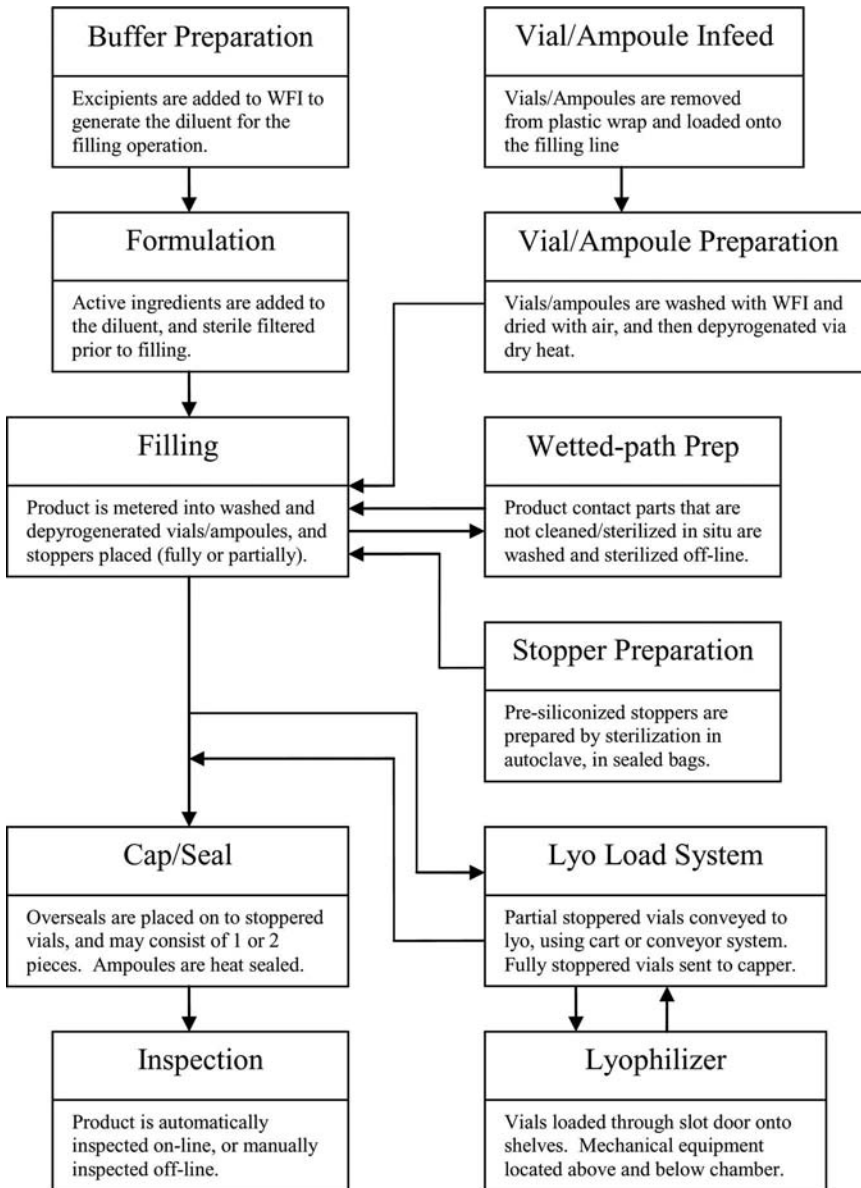 Buffer Preparation
Excipients are added to WFI to
generate the diluent for the
filling operation.
Vial/Ampoule Infeed
Vials/Ampoules are removed
from plastic wrap and loaded onto
the filling line
Formulation
Active ingredients are added to
the diluent, and sterile filtered
prior to filling.
Vial/Ampoule Preparation
Vials/ampoules are washed with WFI and
dried with air, and then depyrogenated via
dry heat.
Filling
Product is metered into washed and
depyrogenerated vials/ampoules, and
stoppers placed (fully or partially).
Wetted-path Prep
Product contact parts that are
not cleaned/sterilized in situ are
washed and sterilized off-line.
Stopper Preparation
Pre-siliconized stoppers are
prepared by sterilization in
autoclave, in sealed bags.
Cap/Seal
Overseals are placed on to stoppered
vials, and may consist of 1 or 2
pieces.  Ampoules are heat sealed.
Lyo Load System
Partial stoppered vials conveyed to
lyo, using cart or conveyor system.
Fully stoppered vials sent to capper.
Inspection
Product is automatically
inspected on-line, or manually
inspected off-line.
Lyophilizer
Vials loaded through slot door onto
shelves.  Mechanical equipment
located above and below chamber.